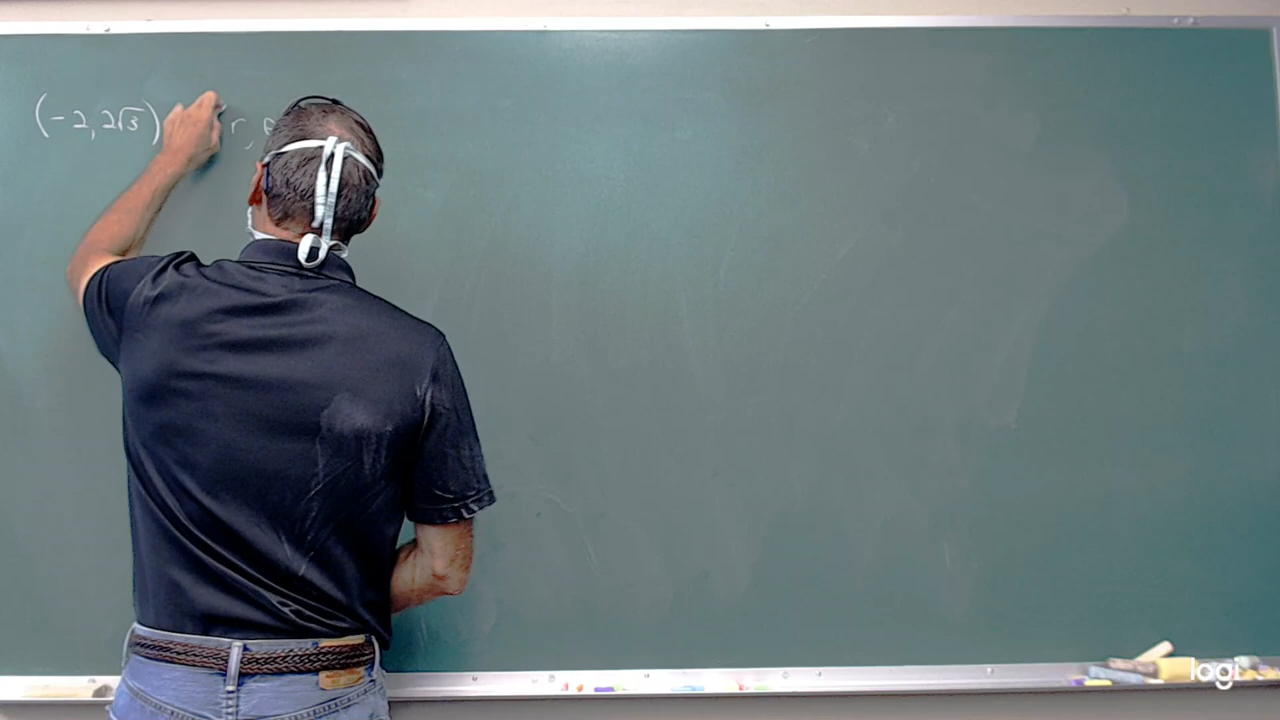 (-2, 2√3) r,
logi